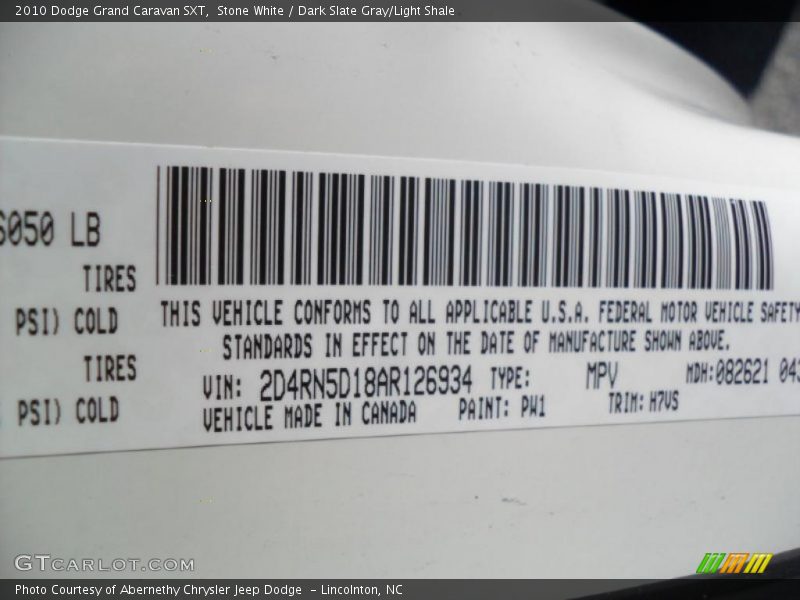 2010 Dodge Grand Caravan SXT,  Stone White / Dark Slate Gray/Light Shale
6050 LB
TIRES
PSI) COLD
TIRES
PSI) COLD
THIS VEHICLE CONFORMS TO ALL APPLICABLE U.S.A. FEDERAL MOTOR VEHICLE SAFETY
STANDARDS IN EFFECT ON THE DATE OF MANUFACTURE SHOWN ABOVE.
VIN: 2D4RN5D18AR126934 TYPE: MPV MDH:082621 043
VEHICLE MADE IN CANADA PAINT: PW1 TRIM: H7VS
GTCARLOT.COM
Photo Courtesy of Abernethy Chrysler Jeep Dodge  - Lincolnton, NC